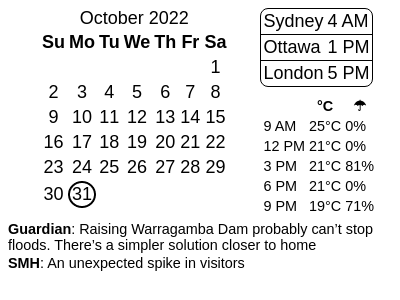 October 2022
Su Mo Tu We Th Fr Sa
1
2 3 4 5 6 7 8
9 10 11 12 13 14 15
16 17 18 19 20 21 22
23 24 25 26 27 28 29
30 31
Sydney 4 AM
Ottawa 1 PM
London 5 PM
°C ☂
9 AM 25°C 0%
12 PM 21°C 0%
3 PM 21°C 81%
6 PM 21°C 0%
9 PM 19°C 71%
Guardian: Raising Warragamba Dam probably can’t stop
floods. There’s a simpler solution closer to home
SMH: An unexpected spike in visitors